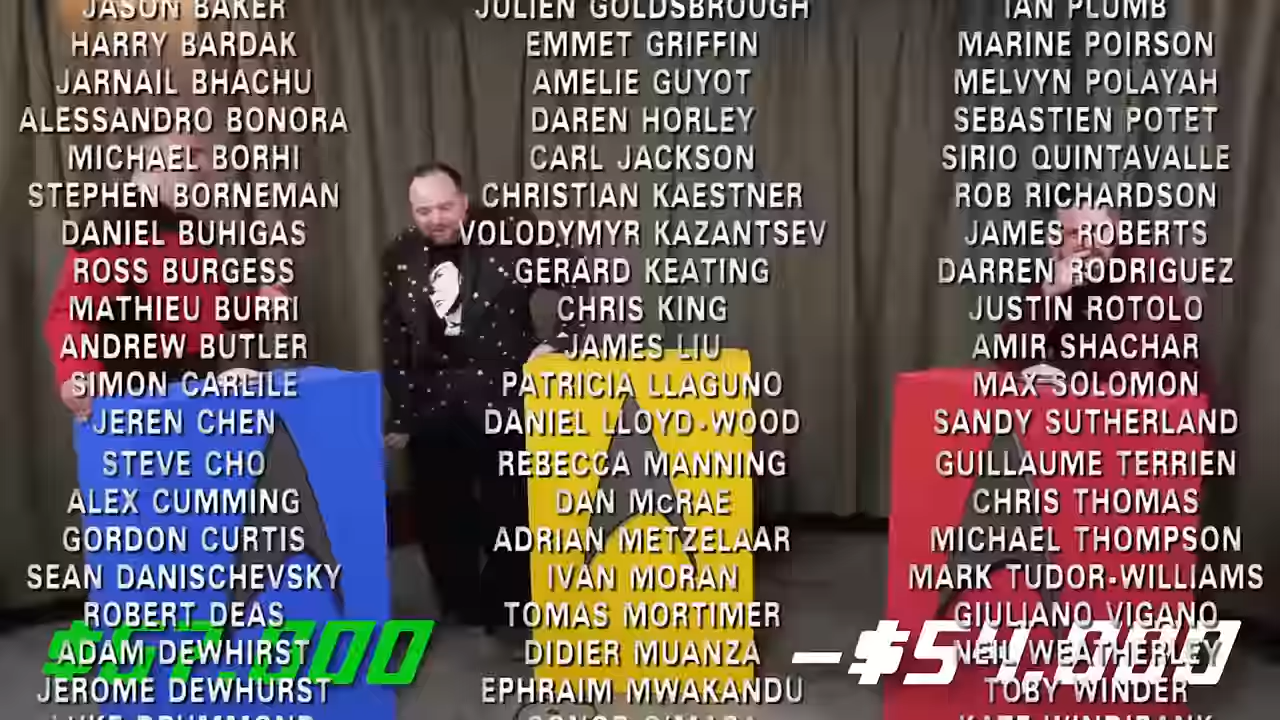 JASON BAKER
HARRY BARDAK
JARNAIL BHACHU
ALESSANDRO BONORA
MICHAEL BORHI
STEPHEN BORNEMAN
DANIEL BUHIGAS
ROSS BURGESS
MATHIEU BURRI
ANDREW BUTLER
SIMON CARLILE
JEREN CHEN
STEVE CHO
ALEX CUMMING
GORDON CURTIS
SEAN DANISCHEVSKY
ROBERT DEAS
ADAM DEWHIRST
JEROME DEWHURST
LUKE DRUMMOND
JULIEN GOLDSBROUGH
EMMET GRIFFIN
AMELIE GUYOT
DAREN HORLEY
CARL JACKSON
CHRISTIAN KAESTNER
VOLODYMYR KAZANTSEV
GERARD KEATING
CHRIS KING
JAMES LIU
PATRICIA LLAGUNO
DANIEL LLOYD-WOOD
REBECCA MANNING
DAN McRAE
ADRIAN METZELAAR
IVAN MORAN
TOMAS MORTIMER
DIDIER MUANZA
EPHRAIM MWAKANDU
IAN PLUMB
MARINE POIRSON
MELVYN POLAYAH
SEBASTIEN POTET
SIRIO QUINTAVALLE
ROB RICHARDSON
JAMES ROBERTS
DARREN RODRIGUEZ
JUSTIN ROTOLO
AMIR SHACHAR
MAX SOLOMON
SANDY SUTHERLAND
GUILLAUME TERRIEN
CHRIS THOMAS
MICHAEL THOMPSON
MARK TUDOR-WILLIAMS
GIULIANO VIGANO
NEIL WEATHERLEY
TOBY WINDER
$67.000
-$54.000